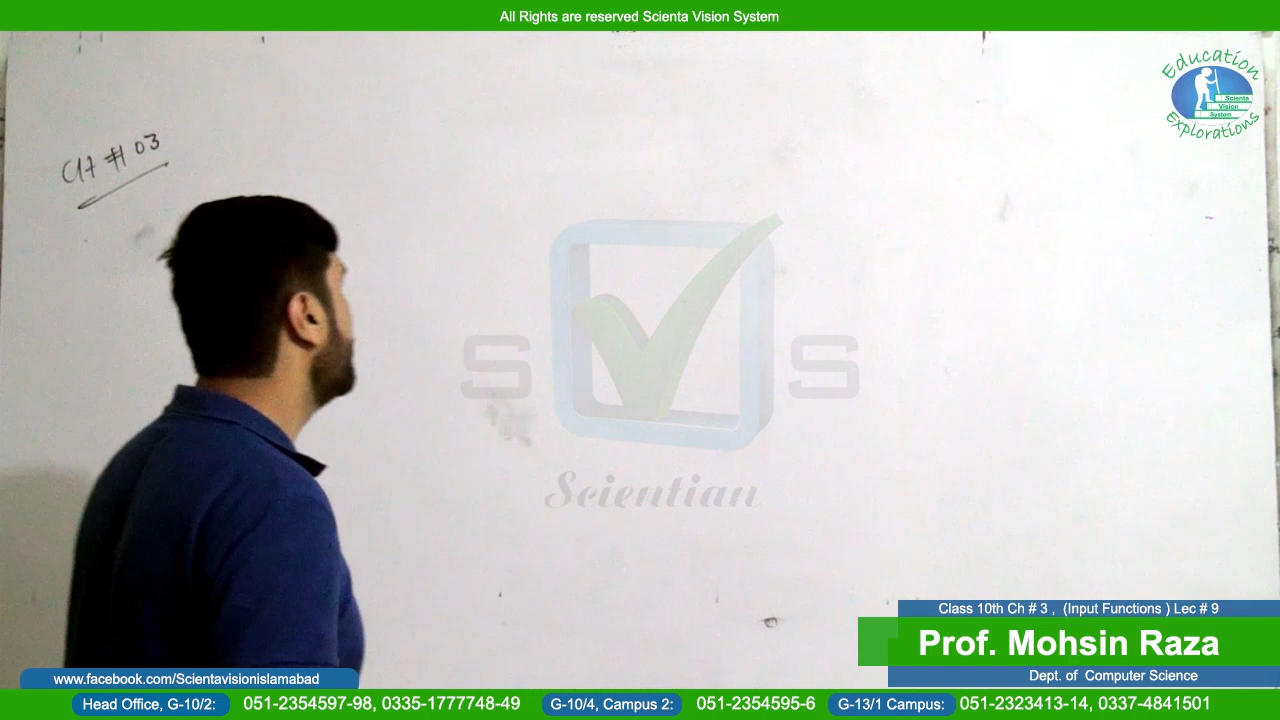 All Rights are reserved Scienta Vision System
Education
Scienta
Vision
System
Explorations
CH # 03
S S
Scientian
Class 10th Ch # 3 , (Input Functions ) Lec # 9
Prof. Mohsin Raza
Dept. of Computer Science
www.facebook.com/Scientavisionislamabad
Head Office, G-10/2: 051-2354597-98, 0335-1777748-49 G-10/4, Campus 2: 051-2354595-6 G-13/1 Campus: 051-2323413-14, 0337-4841501